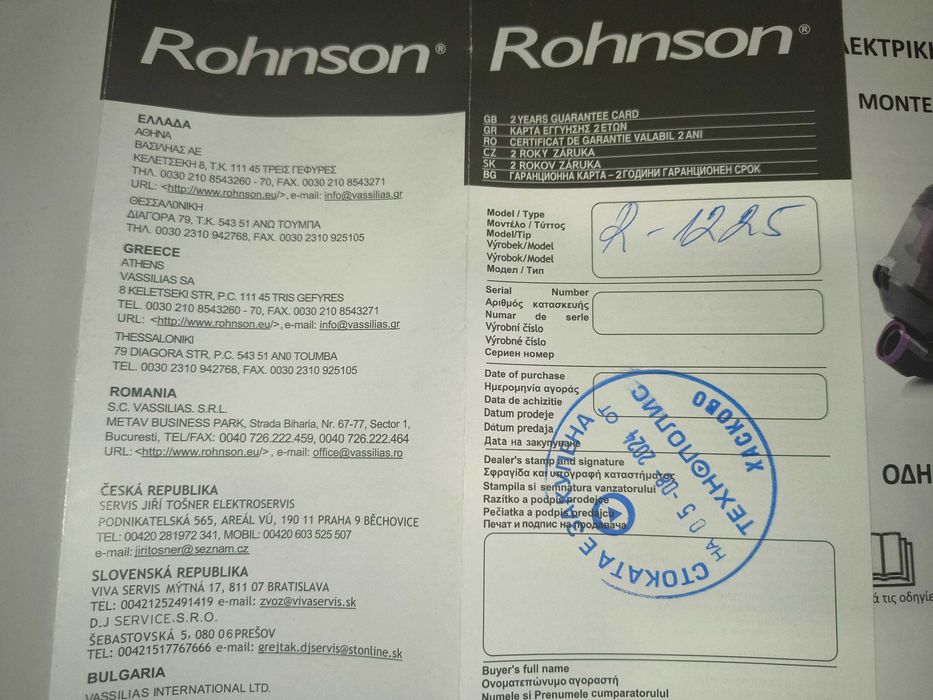 Rohnson®
ΕΛΛΑΔΑ
ΑΘΗΝΑ
ΒΑΣΙΛΗΑΣ ΑΕ
ΚΕΛΕΤΣΕΚΗ 8, Τ.Κ. 111 45 ΤΡΕΙΣ ΓΕΦΥΡΕΣ
ΤΗΛ. 0030 210 8543260 - 70, FAX. 0030 210 8543271
URL: <http://www.rohnson.eu/>, e-mail: info@vassilias.gr
ΘΕΣΣΑΛ0ΝΙΚΗ
ΔΙΑΓΟΡΑ 79, Τ.Κ. 543 51 ΑΝΩ ΤΟΥΜΠΑ
ΤΗΛ. 0030 2310 942768, FAX. 0030 2310 925105
GREECE
ATHENS
VASSILIAS SA
8 KELETSEKI STR, P.C. 111 45 TRIS GEFYRES
TEL. 0030 210 8543260 - 70, FAX. 0030 210 8543271
URL: <http://www.rohnson.eu/>, e-mail: info@vassilias.gr
THESSALONIKI
79 DIAGORA STR, P.C. 543 51 AN0 TOUMBA
TEL. 0030 2310 942768, FAX. 0030 2310 925105
ROMANIA
S.C. VASSILIAS. S.R.L.
METAV BUSINESS PARK, Strada Biharia, Nr. 67-77, Sector 1,
Bucuresti, TEL/FAX: 0040 726.222.459, 0040 726.222.464
URL: <http://www.rohnson.eu/> , e-mail: office@vassilias.ro
ČESKÁ REPUBLIKA
SERVIS JIŘÍ TOŠNER ELEKTROSERVIS
PODNIKATELSKÁ 565, AREÁL VÚ, 190 11 PRAHA 9 BĚCHOVICE
TEL: 00420 281972 341, MOBIL: 00420 603 525 507
e-mail: jiritosner@seznam.cz
SLOVENSKÁ REPUBLIKA
VIVA SERVIS MÝTNÁ 17, 811 07 BRATISLAVA
TEL: 00421252491419 e-mail: zvoz@vivaservis.sk
D.J SERVICE.S.R.O.
ŠEBASTOVSKÁ 5, 080 06 PREŠOV
TEL: 00421517767666 e-mail: grejtak.djservis@stonline.sk
BULGARIA
VASSILIAS INTERNATIONAL LTD.
Rohnson®
GB 2 YEARS GUARANTEE CARD
GR ΚΑΡΤΑ ΕΓΓΥΗΣΗΣ 2 ΕΤΩΝ
RO CERTIFICAT DE GARANTIE VALABIL 2 ANI
CZ 2 ROKY ZÁRUKA
SK 2 ROKOV ZÁRUKA
BG ГАРАНЦИОННА КАРТА – 2 ГОДИНИ ГАРАНЦИОНЕН СРОК
Model / Type
Μοντέλο / Τύττος
Model/Tip
Výrobek/Model
Výrobok/Model
Модел / Тип
R-1225
Serial Number
Αριθμός κατασκευής
Numar de serie
Výrobní číslo
Výrobné číslo
Сериен номер
Date of purchase
Ημερομηνία αγοράς
Data de achizitie
Datum prodeje
Dótum predaja
Дата на закупуване
Dealer's stamp and signature
Σφραγίδα και υπογραφή καταστήματος
Stampila si semnatura vanzatorului
Razítko a podpis prodejce
Pečiatka a podpis predajcu
Печат и подпис на продавача
СТОКАТА Е ЗАКУПЕНА ОТ
ТЕХНОПОЛИС
ХАСКОВО
НА 05-08-2024
Buyer's full name
Ονοματεπώνυμο αγοραστή
Numele si Prenumele cumparatorului
ΛΕΚΤΡΙΚ
ΜΟΝΤΕ
ΟΔΗ
ά τις οδηγίε